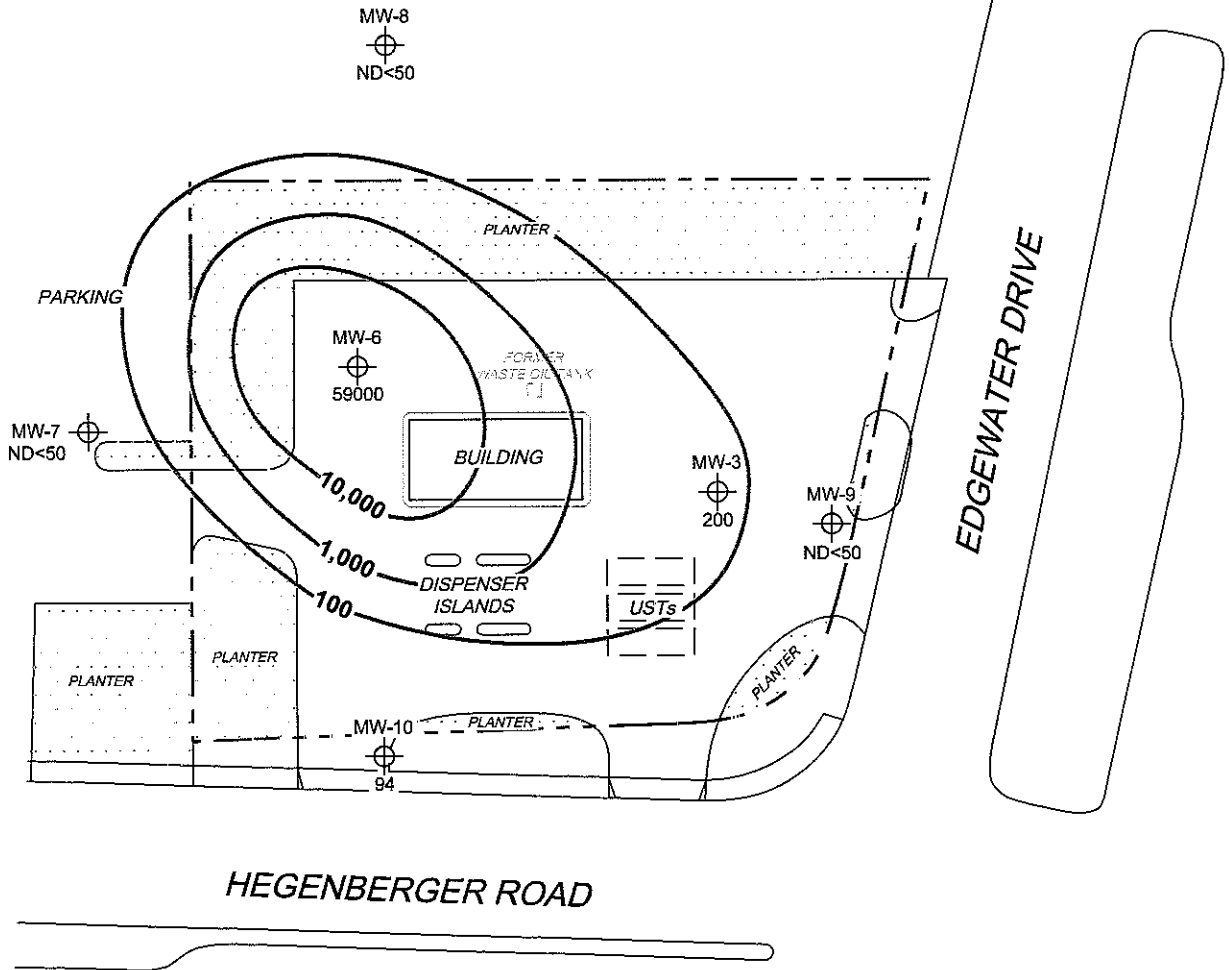 MW-8
ND<50
PLANTER
PARKING
MW-6
59000
FORMER
WASTE OIL TANK
MW-7
ND<50
BUILDING
MW-3
200
MW-9
ND<50
EDGEWATER DRIVE
10,000
1,000
100
DISPENSER
ISLANDS
USTs
PLANTER
PLANTER
PLANTER
PLANTER
MW-10
94
HEGENBERGER ROAD